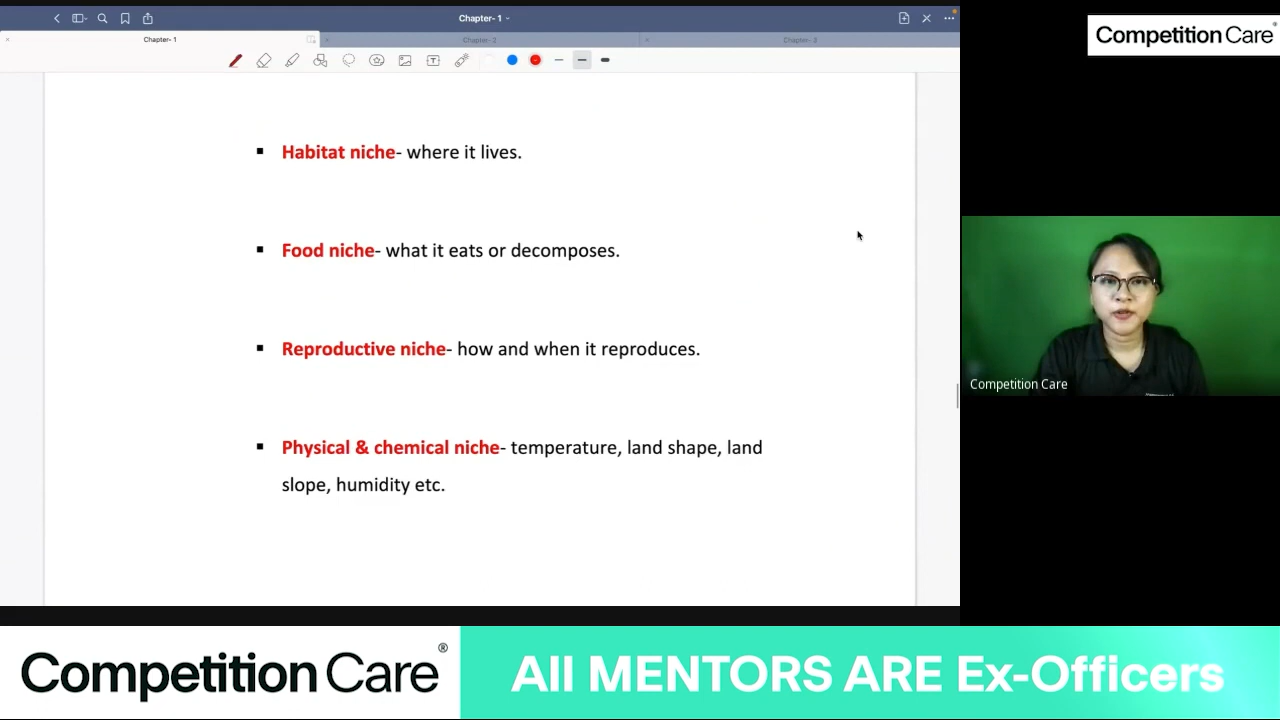 Chapter- 1
Chapter- 1
Chapter- 2
Chapter- 3
Competition Care®
▪ Habitat niche- where it lives.
▪ Food niche- what it eats or decomposes.
▪ Reproductive niche- how and when it reproduces.
▪ Physical & chemical niche- temperature, land shape, land
slope, humidity etc.
Competition Care
Competition Care®
All MENTORS ARE Ex-Officers